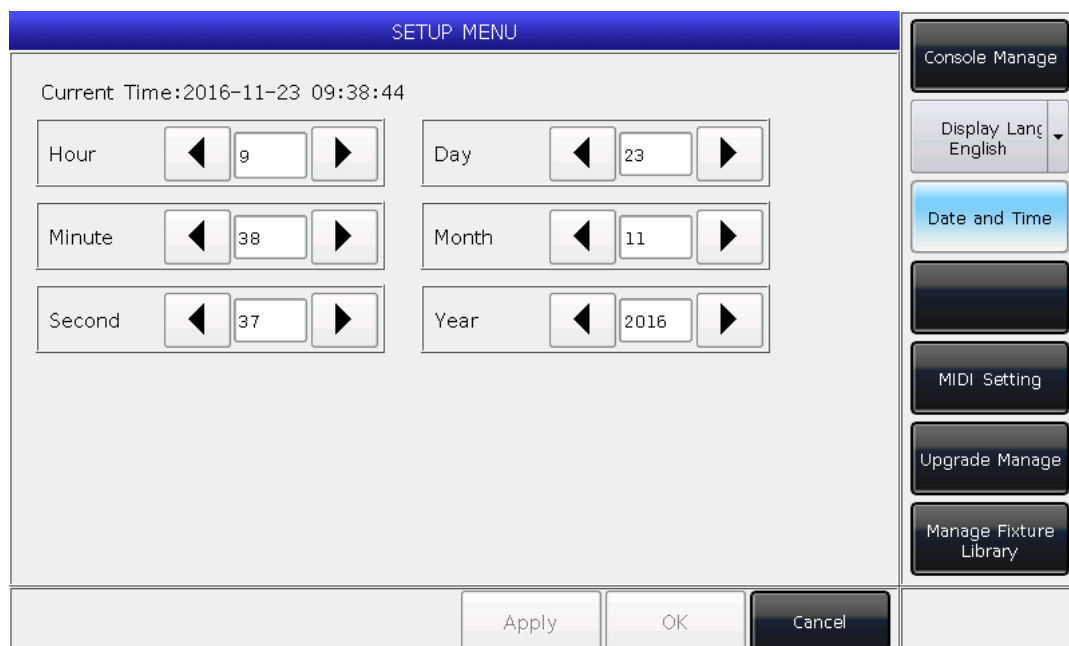 SETUP MENU
Current Time:2016-11-23 09:38:44
Hour 9
Day 23
Minute 38
Month 11
Second 37
Year 2016
Apply
OK
Cancel
Console Manage
Display Lang
English
Date and Time
MIDI Setting
Upgrade Manage
Manage Fixture
Library